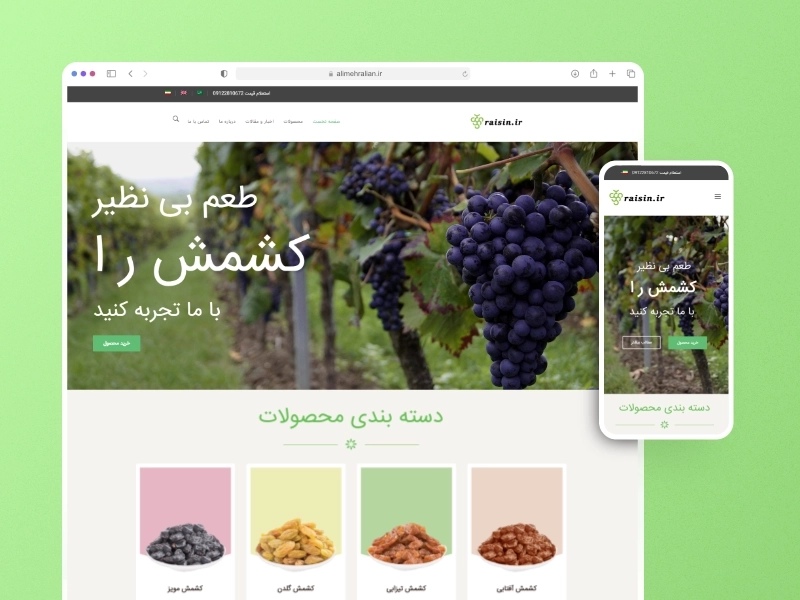 alimehralian.ir
استعلام قیمت 09122810672
raisin.ir
صفحه نخست
محصولات
اخبار و مقالات
درباره ما
تماس با ما
طعم بی نظیر
کشمش را
با ما تجربه کنید
خرید محصول
دسته بندی محصولات
کشمش آفتابی
کشمش تیزابی
کشمش گلدن
کشمش مویز
استعلام قیمت 09122810672
raisin.ir
طعم بی نظیر
کشمش را
با ما تجربه کنید
خرید محصول
دسته بندی محصولات